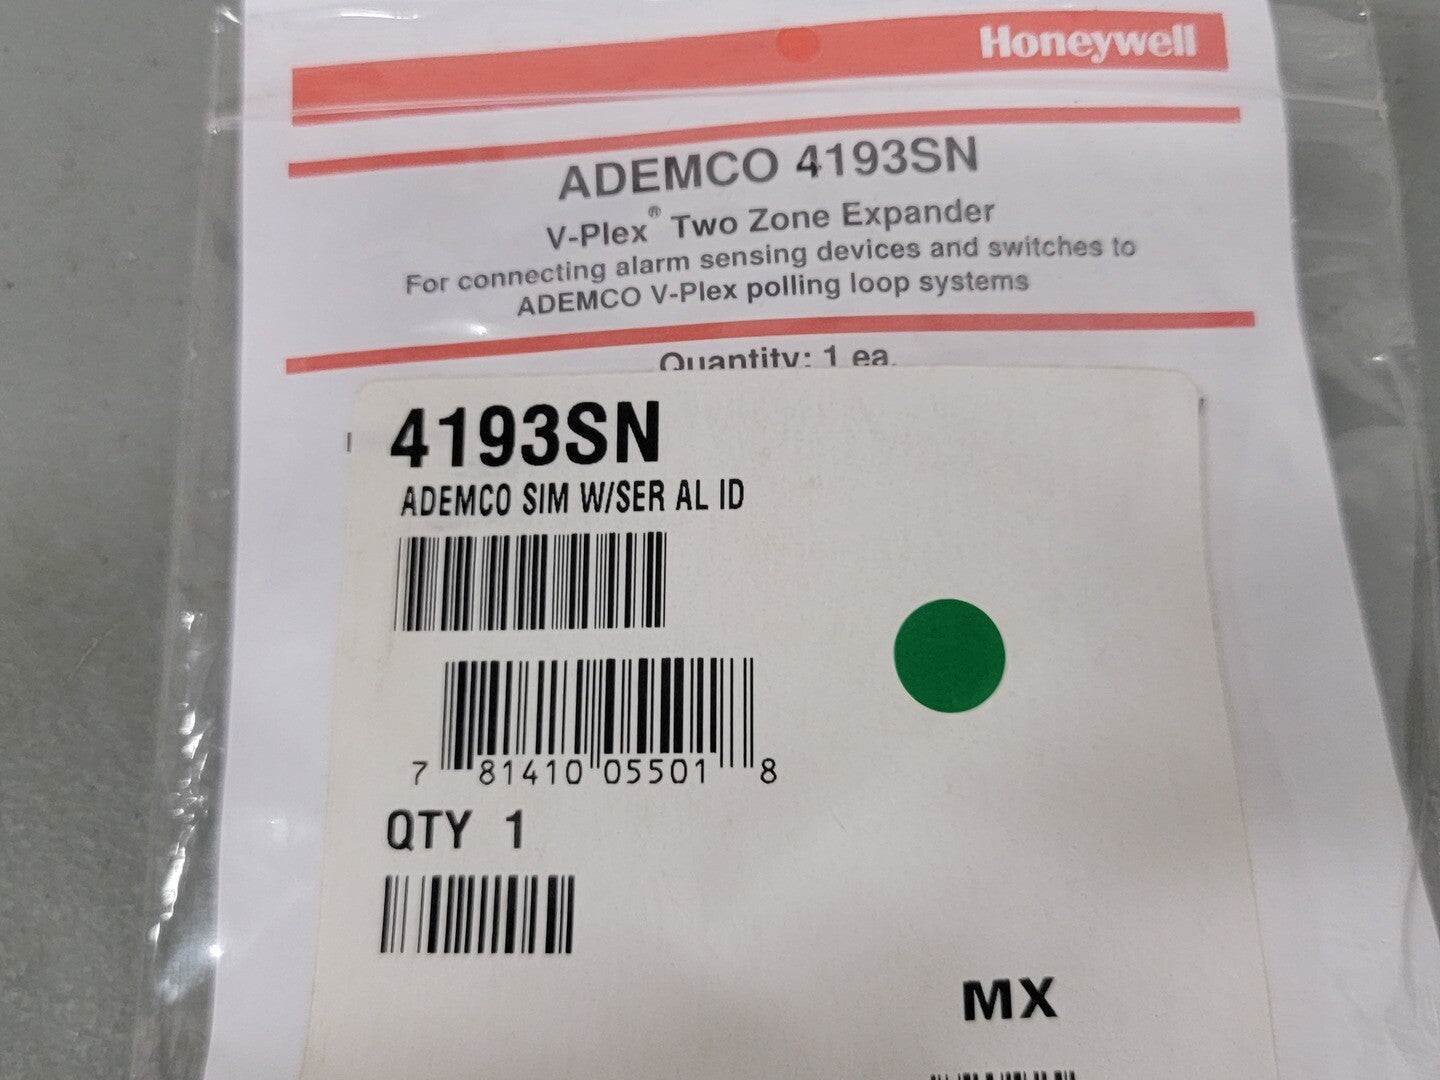 Honeywell
ADEMCO 4193SN
V-Plex® Two Zone Expander
For connecting alarm sensing devices and switches to
ADEMCO V-Plex polling loop systems
Quantity: 1 ea.
4193SN
ADEMCO SIM W/SER AL ID
7 81410 05501 8
QTY 1
MX